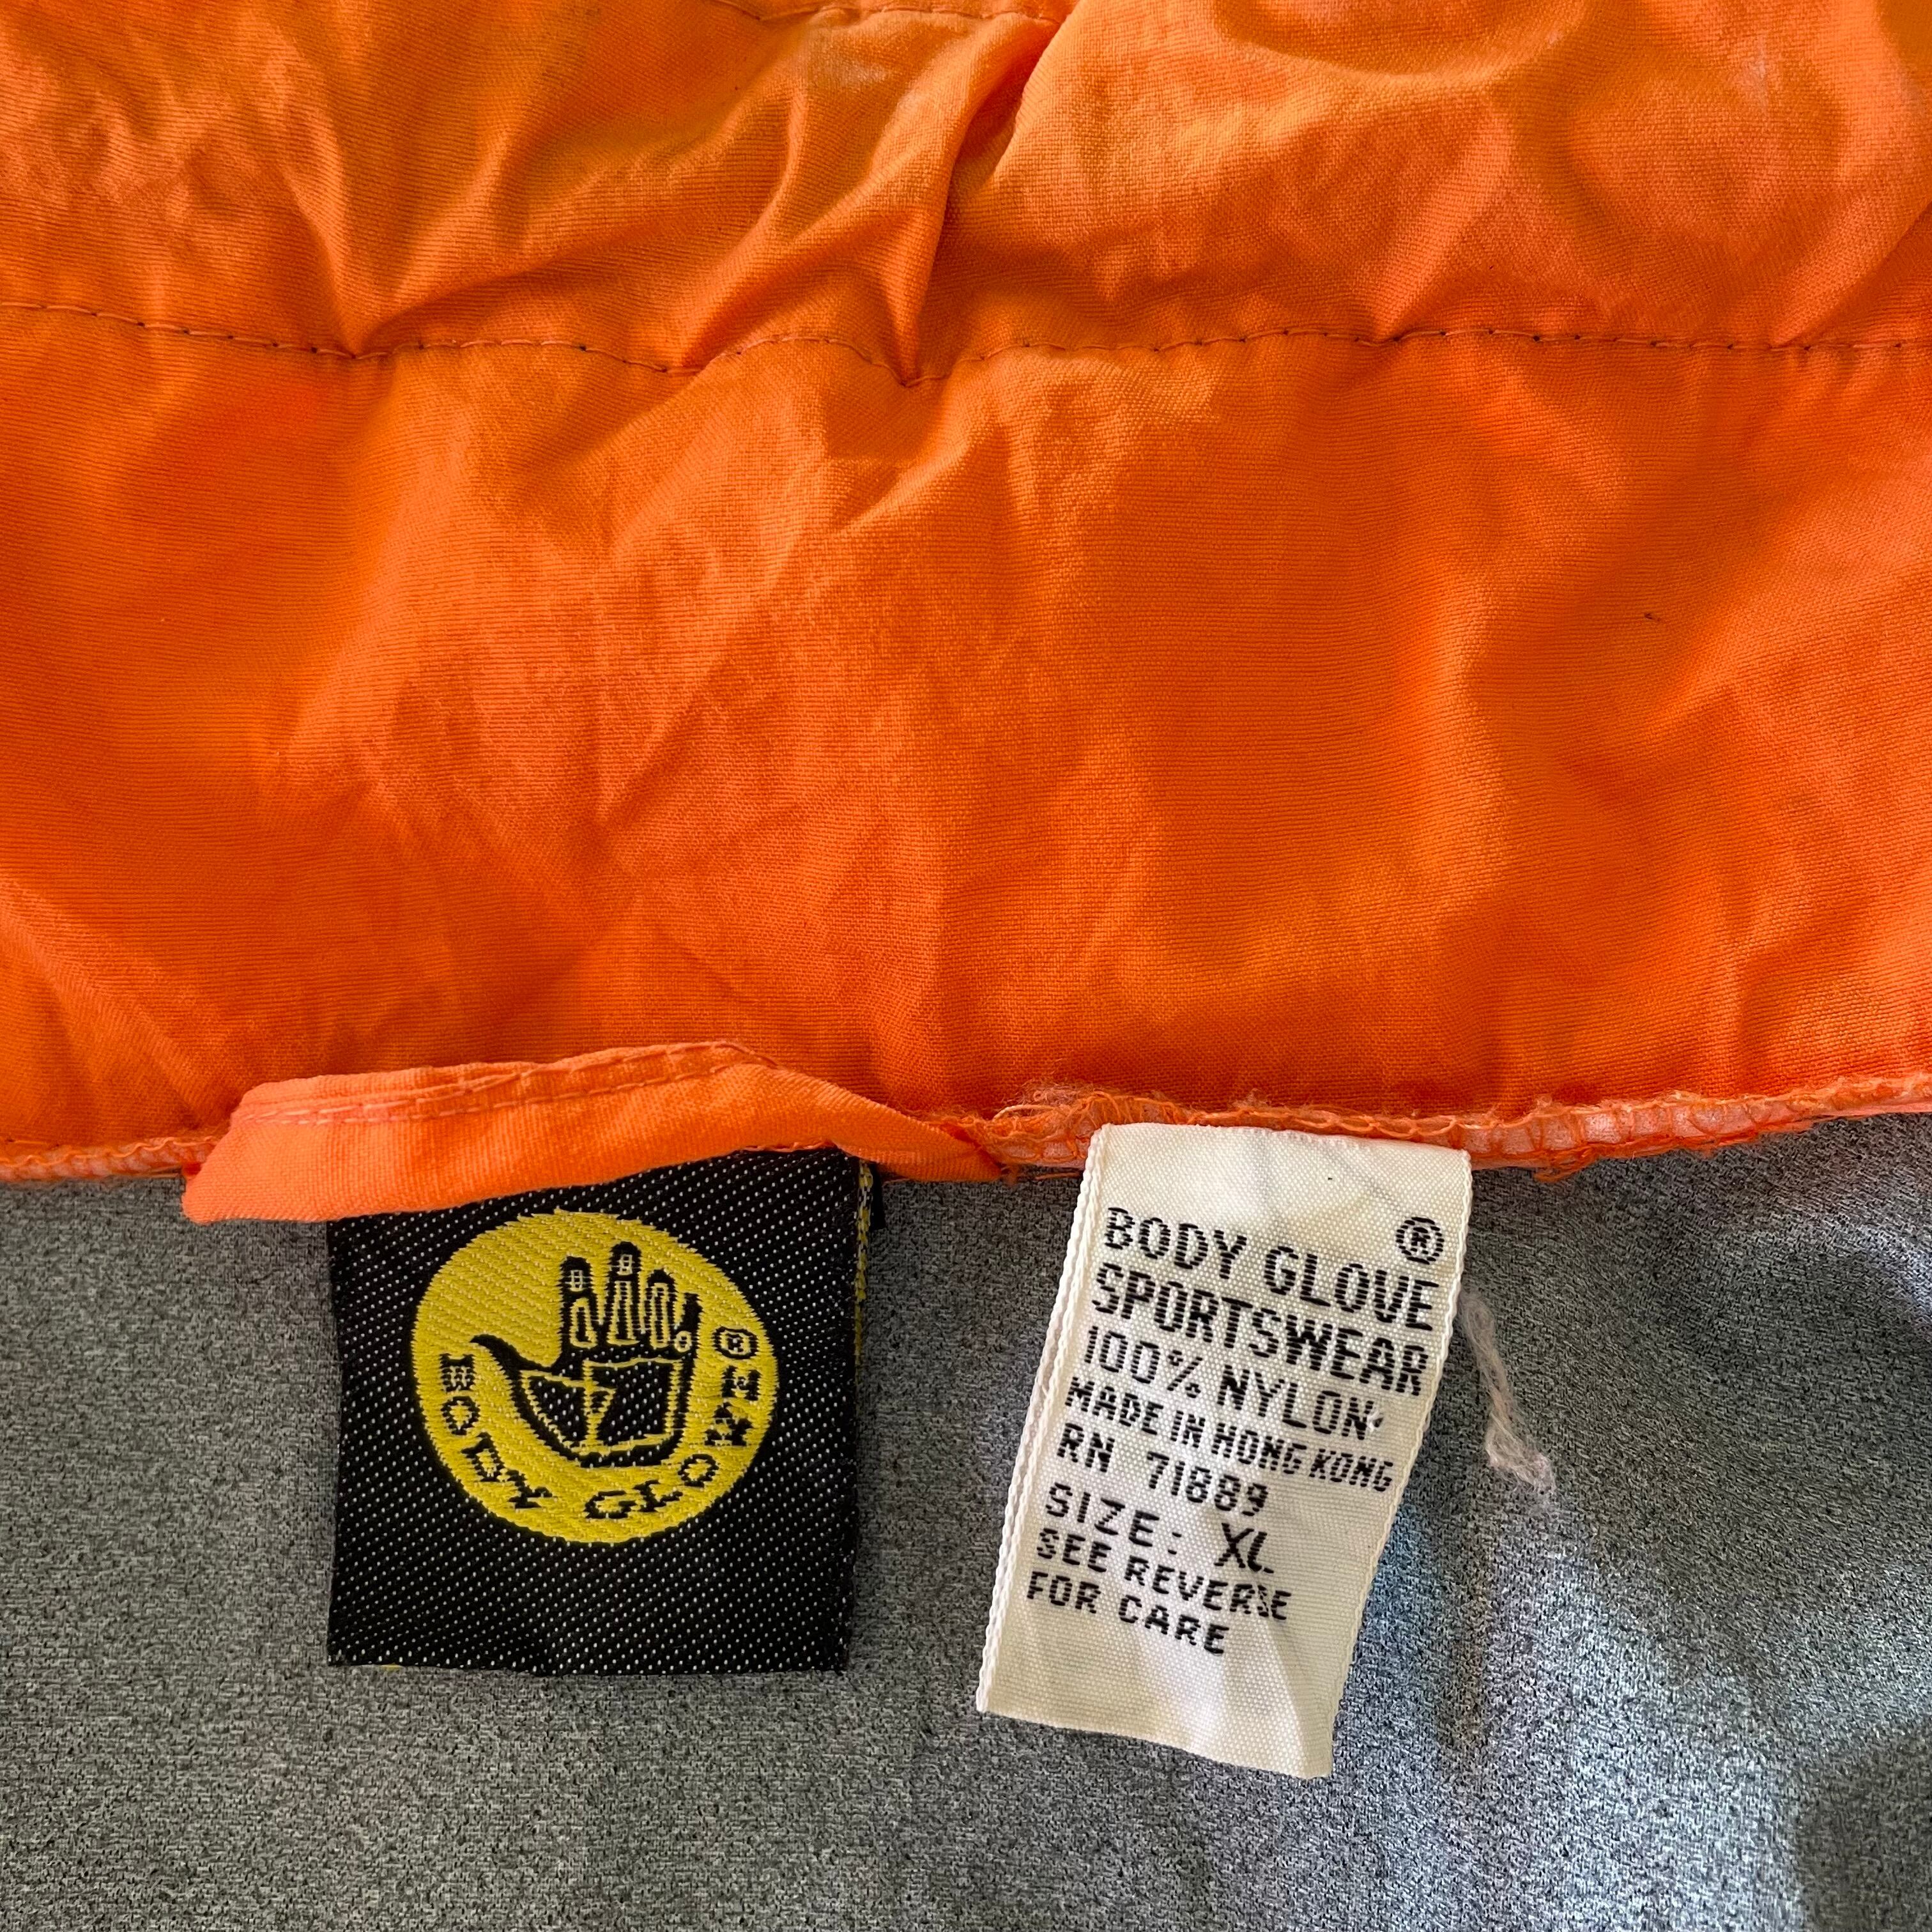 BODY GLOVE ®
BODY GLOVE ®
SPORTSWEAR
100% NYLON
MADE IN HONG KONG
RN 71889
SIZE: XL
SEE REVERSE
FOR CARE